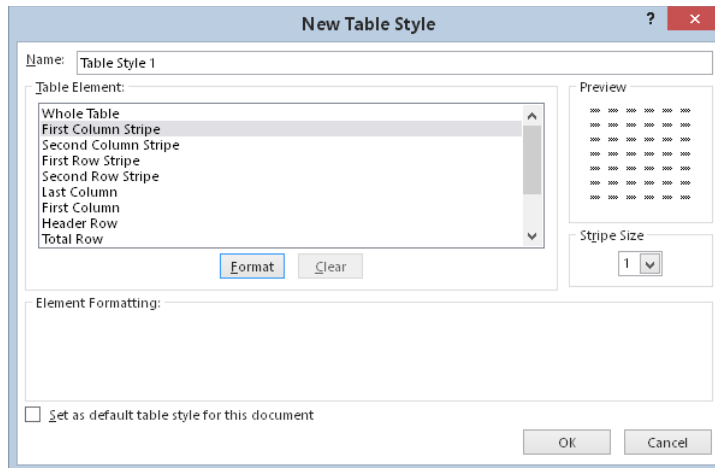 New Table Style
?
×
Name: Table Style 1
Table Element:
Preview
Whole Table
First Column Stripe
Second Column Stripe
First Row Stripe
Second Row Stripe
Last Column
First Column
Header Row
Total Row
Stripe Size
1
Format Clear
Element Formatting:
Set as default table style for this document
OK Cancel